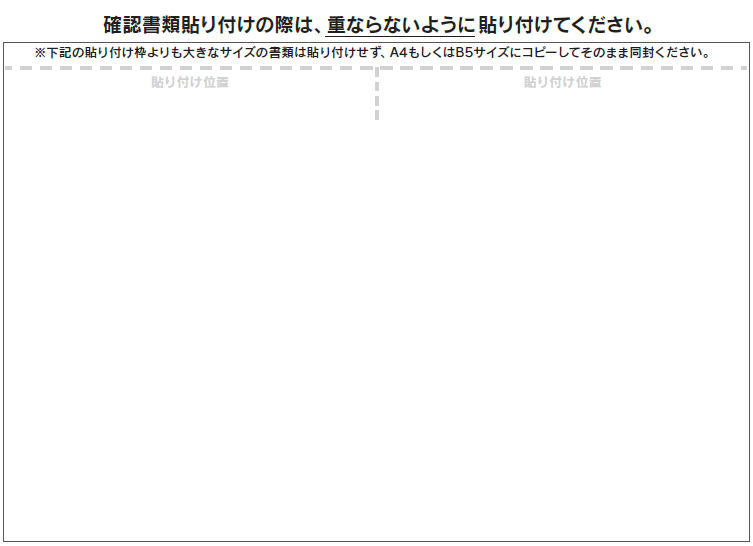 確認書類貼り付けの際は、重ならないように貼り付けてください。
※下記の貼り付け枠よりも大きなサイズの書類は貼り付けせず、A4もしくはB5サイズにコピーしてそのまま同封ください。
貼り付け位置
貼り付け位置